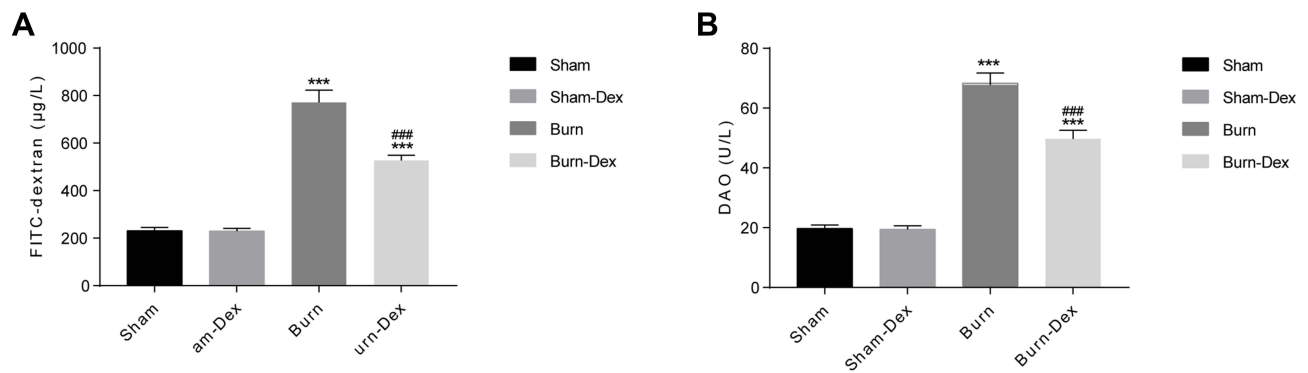 A
FITC-dextran (µg/L)
1000
800
600
400
200
0
***
###
***
Sham
am-Dex
Burn
urn-Dex
Sham
Sham-Dex
Burn
Burn-Dex
B
DAO (U/L)
80
60
40
20
0
***
###
***
Sham
Sham-Dex
Burn
Burn-Dex
Sham
Sham-Dex
Burn
Burn-Dex